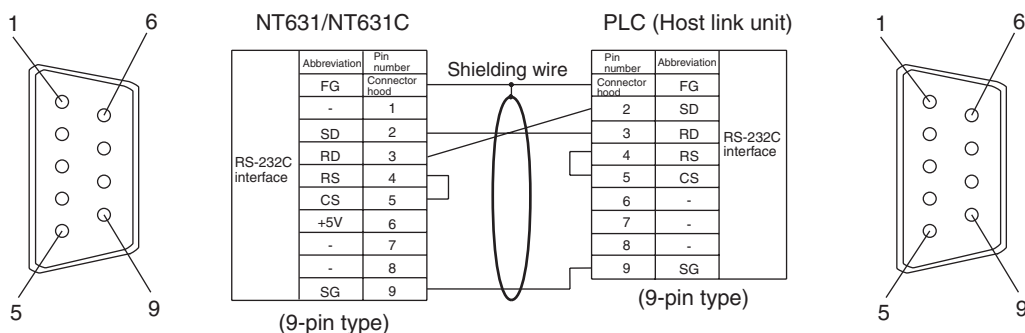 NT631/NT631C
PLC (Host link unit)
1
6
5
9
Abbreviation Pin number
FG Connector hood
- 1
SD 2
RD 3
RS 4
CS 5
+5V 6
- 7
- 8
SG 9
RS-232C
interface
(9-pin type)
Shielding wire
Pin number Abbreviation
Connector hood FG
2 SD
3 RD
4 RS
5 CS
6 -
7 -
8 -
9 SG
RS-232C
interface
(9-pin type)
1
6
5
9